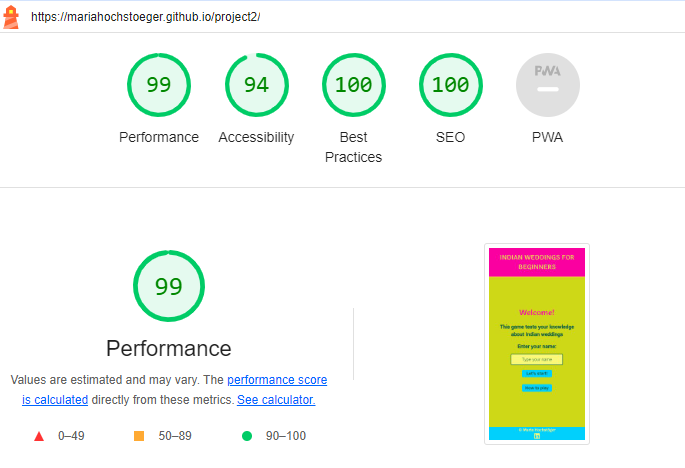 https://mariahochstoeger.github.io/project2/
99
94
100
100
PWA
Performance
Accessibility
Best
Practices
SEO
PWA
99
Performance
Values are estimated and may vary. The performance score
is calculated directly from these metrics. See calculator.
0–49
50–89
90–100
INDIAN WEDDINGS FOR
BEGINNERS
Welcome!
This game tests your knowledge
about Indian weddings
Enter your name:
Type your name
Let's start!
How to play